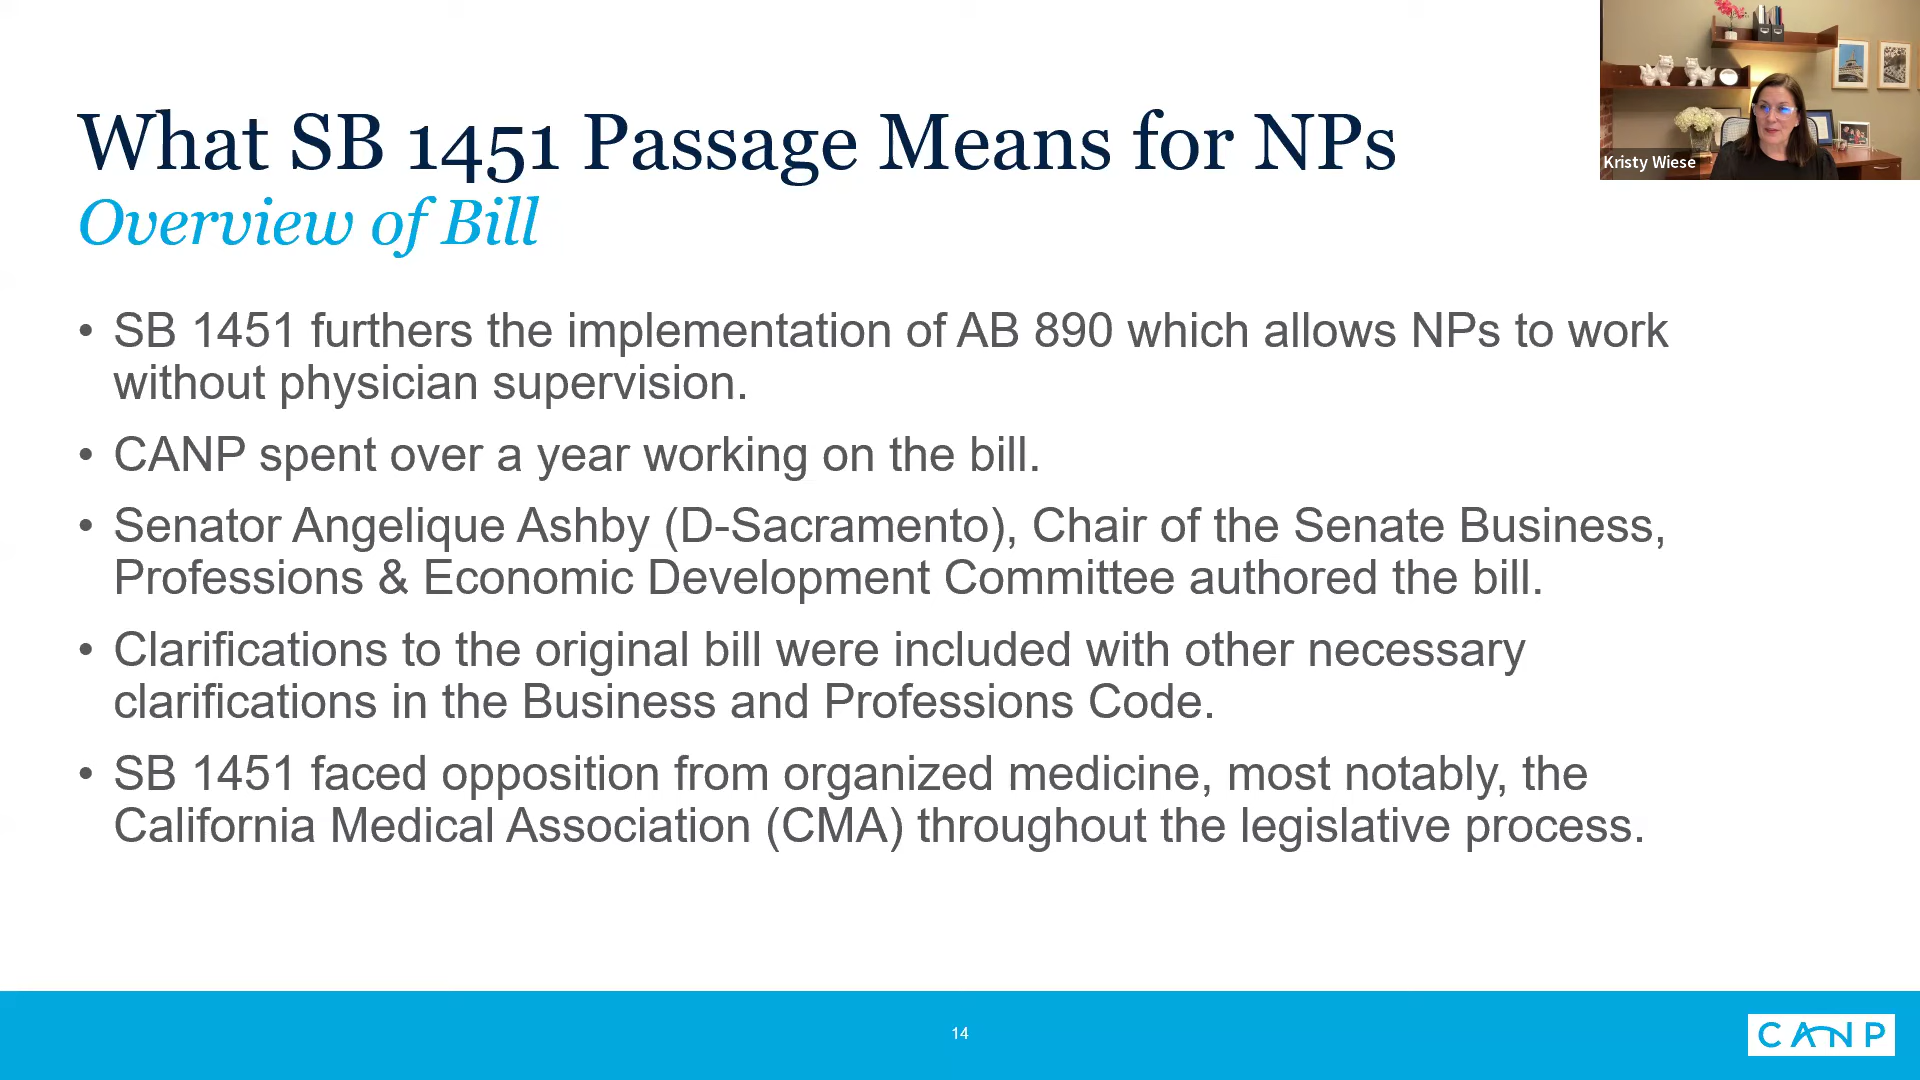 What SB 1451 Passage Means for NPs
Overview of Bill
Kristy Wiese
• SB 1451 furthers the implementation of AB 890 which allows NPs to work
without physician supervision.
• CANP spent over a year working on the bill.
• Senator Angelique Ashby (D-Sacramento), Chair of the Senate Business,
Professions & Economic Development Committee authored the bill.
• Clarifications to the original bill were included with other necessary
clarifications in the Business and Professions Code.
• SB 1451 faced opposition from organized medicine, most notably, the
California Medical Association (CMA) throughout the legislative process.
14
CANP